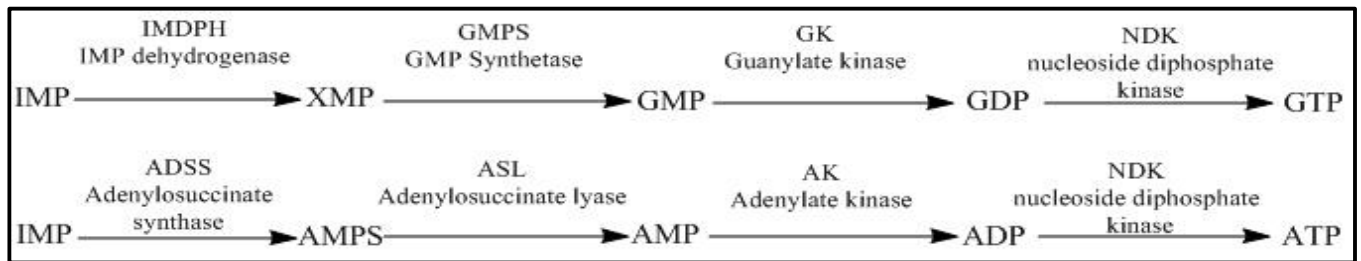 IMDPH
IMP dehydrogenase
GMPS
GMP Synthetase
GK
Guanylate kinase
NDK
nucleoside diphosphate
kinase
IMP XMP GMP GDP GTP
ADSS
Adenylosuccinate
synthase
ASL
Adenylosuccinate lyase
AK
Adenylate kinase
NDK
nucleoside diphosphate
kinase
IMP AMPS AMP ADP ATP